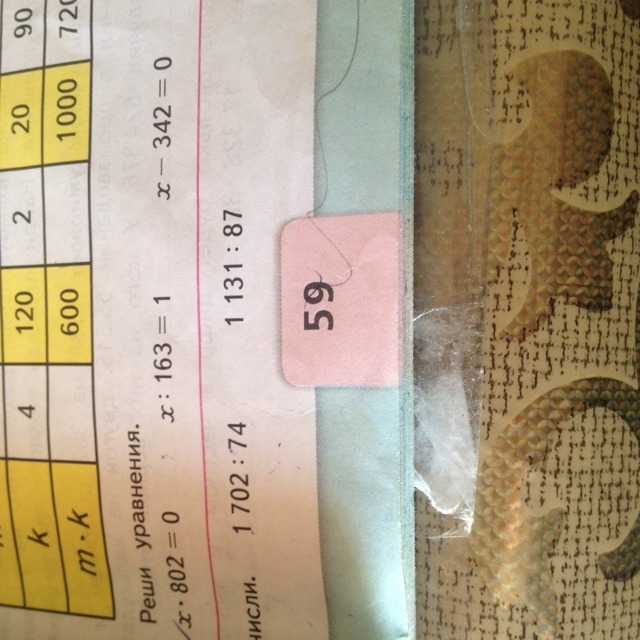 k 4 120 2 20 90
m · k 600 1000 720
Реши уравнения.
x · 802 = 0 x : 163 = 1 x − 342 = 0
1 702 : 74 1 131 : 87
числи.
59